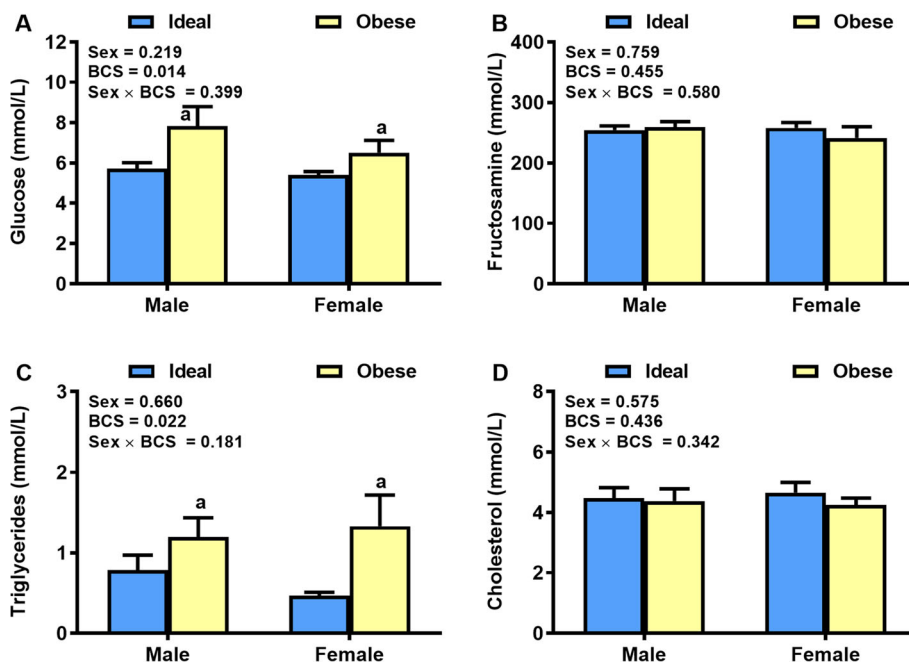 A
Ideal
Obese
Glucose (mmol/L)
12
10
8
6
4
2
0
Sex = 0.219
BCS = 0.014
Sex × BCS = 0.399
a
a
Male
Female
B
Ideal
Obese
Fructosamine (mmol/L)
400
300
200
100
0
Sex = 0.759
BCS = 0.455
Sex × BCS = 0.580
Male
Female
C
Ideal
Obese
Triglycerides (mmol/L)
3
2
1
0
Sex = 0.660
BCS = 0.022
Sex × BCS = 0.181
a
a
Male
Female
D
Ideal
Obese
Cholesterol (mmol/L)
8
6
4
2
0
Sex = 0.575
BCS = 0.436
Sex × BCS = 0.342
Male
Female